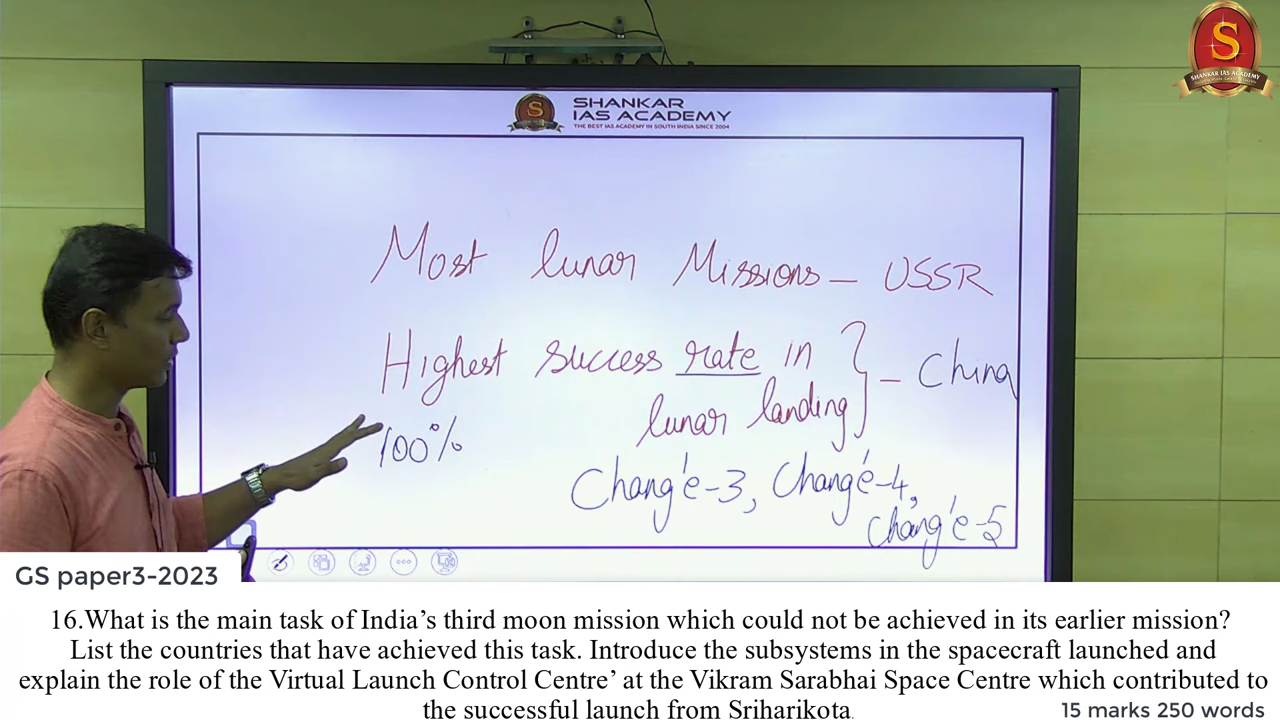 SHANKAR
IAS ACADEMY
THE BEST IAS ACADEMY IN SOUTH INDIA SINCE 2004
S
SHANKAR IAS ACADEMY
Most lunar Missions - USSR
Highest success rate in
lunar landing } - China
100%
Chang'e-3, Chang'e-4,
Chang'e-5
GS paper3-2023
16.What is the main task of India’s third moon mission which could not be achieved in its earlier mission?
List the countries that have achieved this task. Introduce the subsystems in the spacecraft launched and
explain the role of the Virtual Launch Control Centre’ at the Vikram Sarabhai Space Centre which contributed to
the successful launch from Sriharikota.
15 marks 250 words